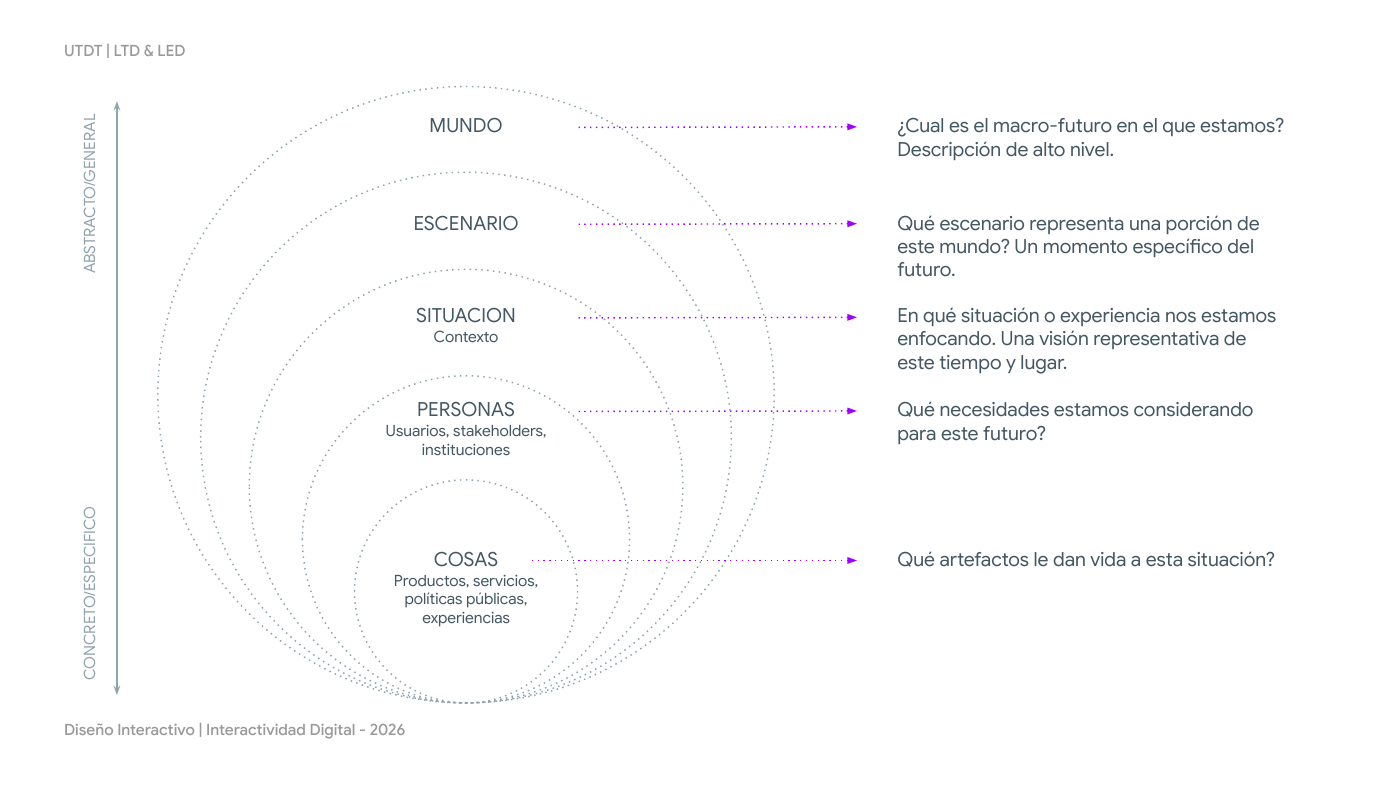 UTDT | LTD & LED
ABSTRACTO/GENERAL
CONCRETO/ESPECIFICO
MUNDO
¿Cual es el macro-futuro en el que estamos?
Descripción de alto nivel.
ESCENARIO
Qué escenario representa una porción de
este mundo? Un momento específico del
futuro.
SITUACION
Contexto
En qué situación o experiencia nos estamos
enfocando. Una visión representativa de
este tiempo y lugar.
PERSONAS
Usuarios, stakeholders,
instituciones
Qué necesidades estamos considerando
para este futuro?
COSAS
Productos, servicios,
políticas públicas,
experiencias
Qué artefactos le dan vida a esta situación?
Diseño Interactivo | Interactividad Digital - 2026